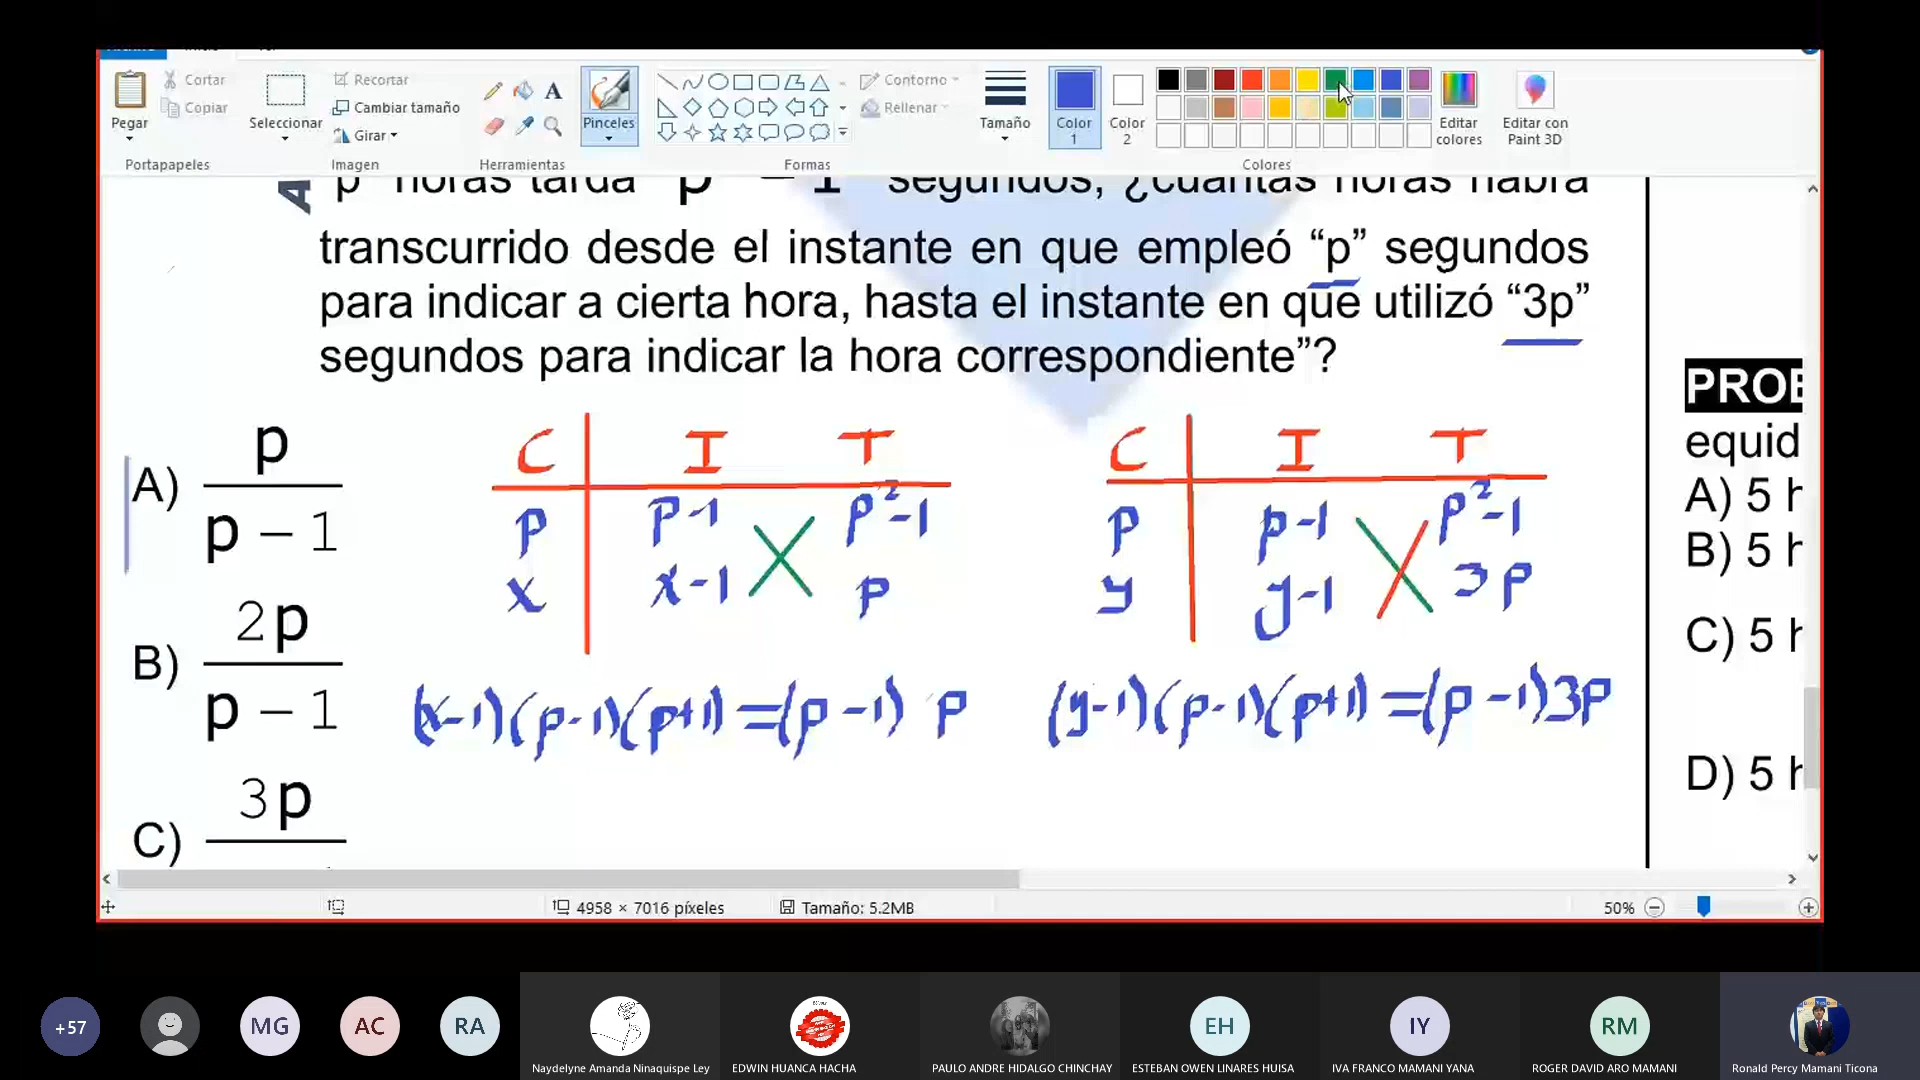 Pegar
Cortar
Copiar
Portapapeles
Seleccionar
Recortar
Cambiar tamaño
Girar
Imagen
A
Herramientas
Pinceles
Formas
Contorno
Rellenar
Tamaño
Color 1
Color 2
Colores
Editar colores
Editar con Paint 3D
segundos, ¿cuántas horas habrá
transcurrido desde el instante en que empleó “p” segundos
para indicar a cierta hora, hasta el instante en que utilizó “3p”
segundos para indicar la hora correspondiente”?
A) p / p − 1
B) 2p / p − 1
C) 3p
C I T
p p-1 p²-1
x x-1 p
(x-1)(p-1)(p+1)=(p-1) p
C I T
p p-1 p²-1
y y-1 3p
(y-1)(p-1)(p+1)=(p-1)3p
equid
A) 5 h
B) 5 h
C) 5 h
D) 5 h
4958 × 7016 píxeles
Tamaño: 5.2MB
50%
+57
MG
AC
RA
Naydelyne Amanda Ninaquispe Ley
EDWIN HUANCA HACHA
PAULO ANDRE HIDALGO CHINCHAY
EH
ESTEBAN OWEN LINARES HUISA
IY
IVA FRANCO MAMANI YANA
RM
ROGER DAVID ARO MAMANI
Ronald Percy Mamani Ticona